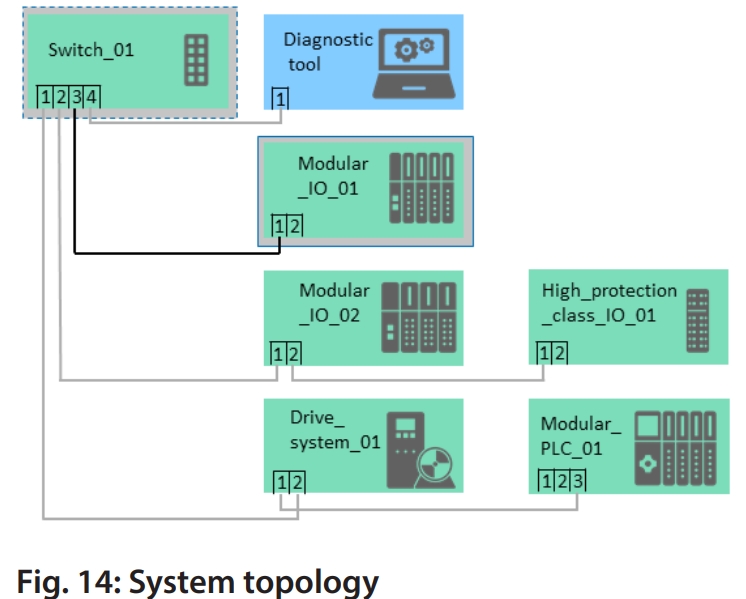 Switch_01
1 2 3 4
Diagnostic
tool
1
Modular
_IO_01
1 2
Modular
_IO_02
1 2
High_protection
_class_IO_01
1 2
Drive_
system_01
1 2
Modular_
PLC_01
1 2 3
Fig. 14: System topology